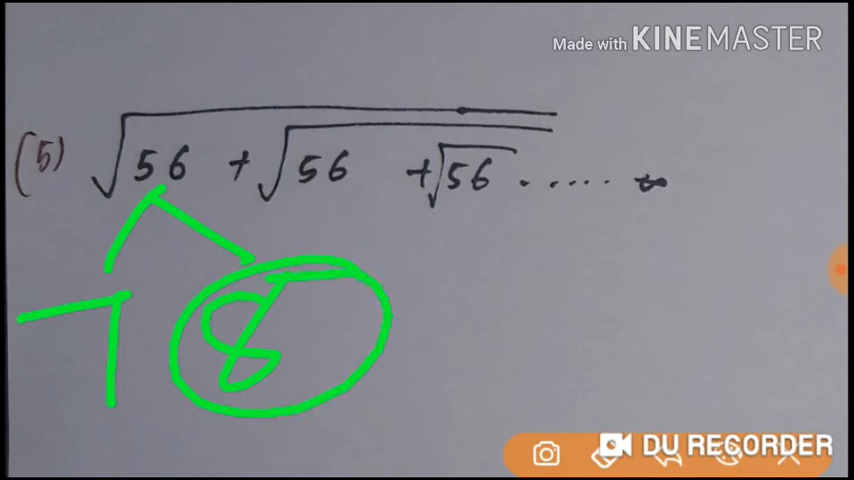 Made with KINEMASTER
(5) √56 + √56 + √56 ..... ∞
7 8
DU RECORDER